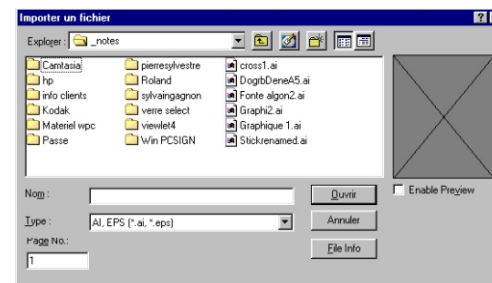 Importer un fichier
Explorer : _notes
Camtasia pierresylvestre cross1.ai
hp Roland DogrbDeneA5.ai
info clients sylvaingagnon Fonte algon2.ai
Kodak verre select Graphi2.ai
Materiel wpc viewlet4 Graphique 1.ai
Passe Win PCSIGN Stickrenamed.ai
Nom : Ouvrir Enable Preview
Type : AI, EPS (*.ai, *.eps) Annuler
Page No.: File Info
1